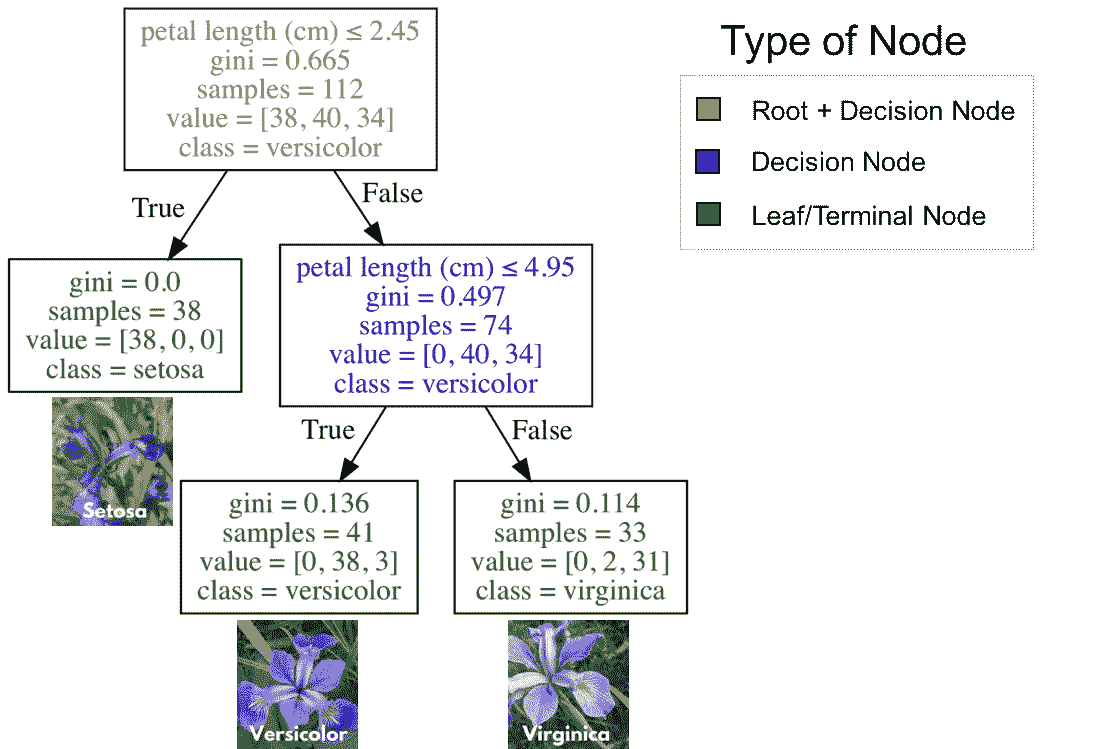 petal length (cm) ≤ 2.45
gini = 0.665
samples = 112
value = [38, 40, 34]
class = versicolor
Type of Node
Root + Decision Node
Decision Node
Leaf/Terminal Node
True
False
gini = 0.0
samples = 38
value = [38, 0, 0]
class = setosa
Setosa
petal length (cm) ≤ 4.95
gini = 0.497
samples = 74
value = [0, 40, 34]
class = versicolor
True
False
gini = 0.136
samples = 41
value = [0, 38, 3]
class = versicolor
Versicolor
gini = 0.114
samples = 33
value = [0, 2, 31]
class = virginica
Virginica